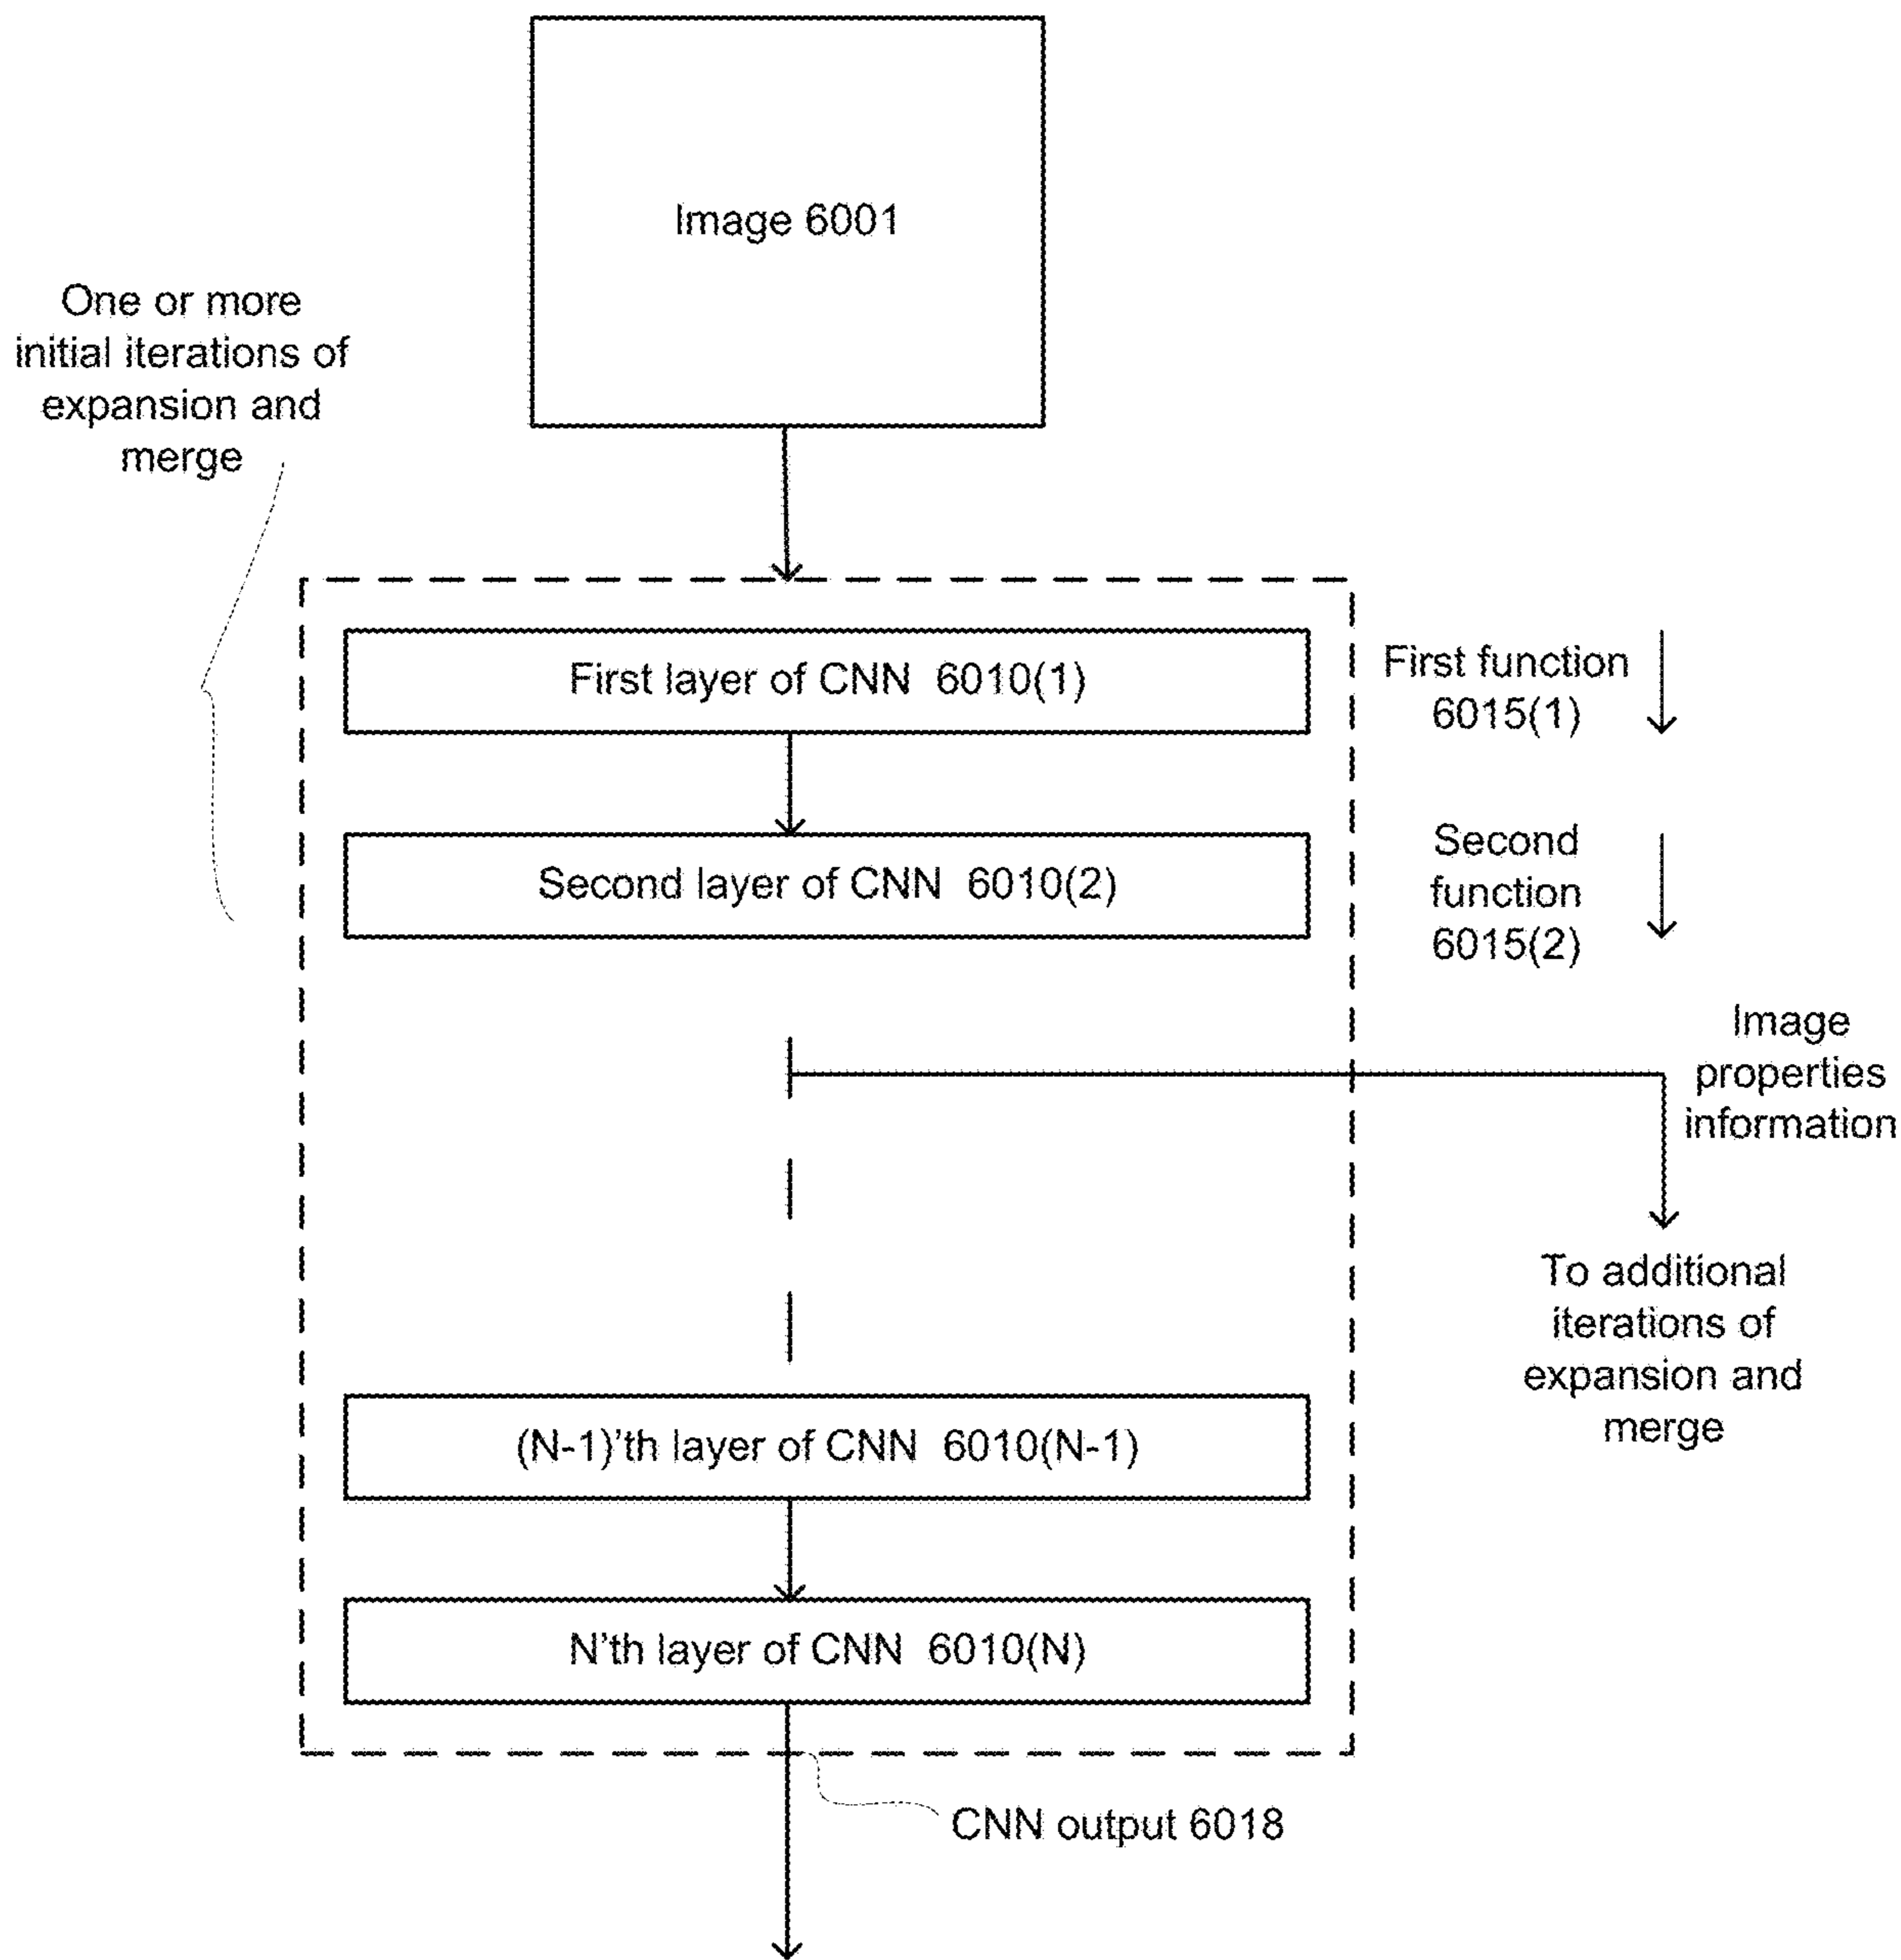 Image 6001
One or more
initial iterations of
expansion and
merge
First layer of CNN 6010(1)
First function
6015(1)
Second layer of CNN 6010(2)
Second
function
6015(2)
Image
properties
information
To additional
iterations of
expansion and
merge
(N-1)'th layer of CNN 6010(N-1)
N'th layer of CNN 6010(N)
CNN output 6018